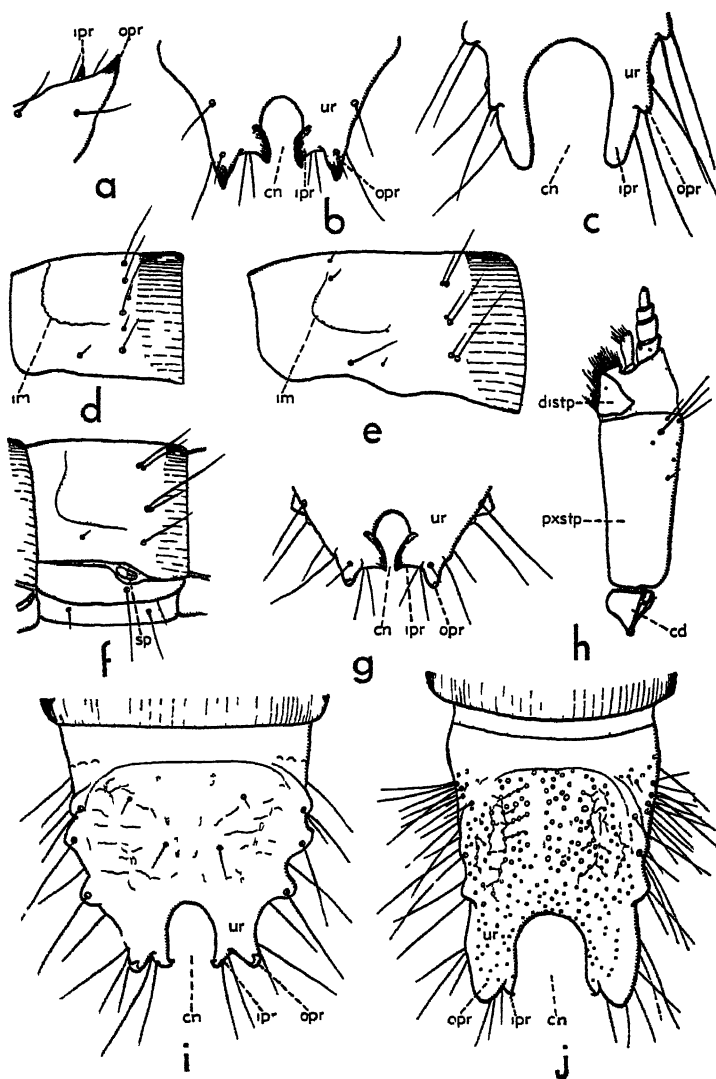 ipr opr
a
ur
cn ipr opr
b
ur
cn ipr opr
c
im
d
im
e
sp
f
ur
cn ipr opr
g
distp
pxstp
cd
h
ur
cn ip- opr
i
ur
opr ipr cn
j